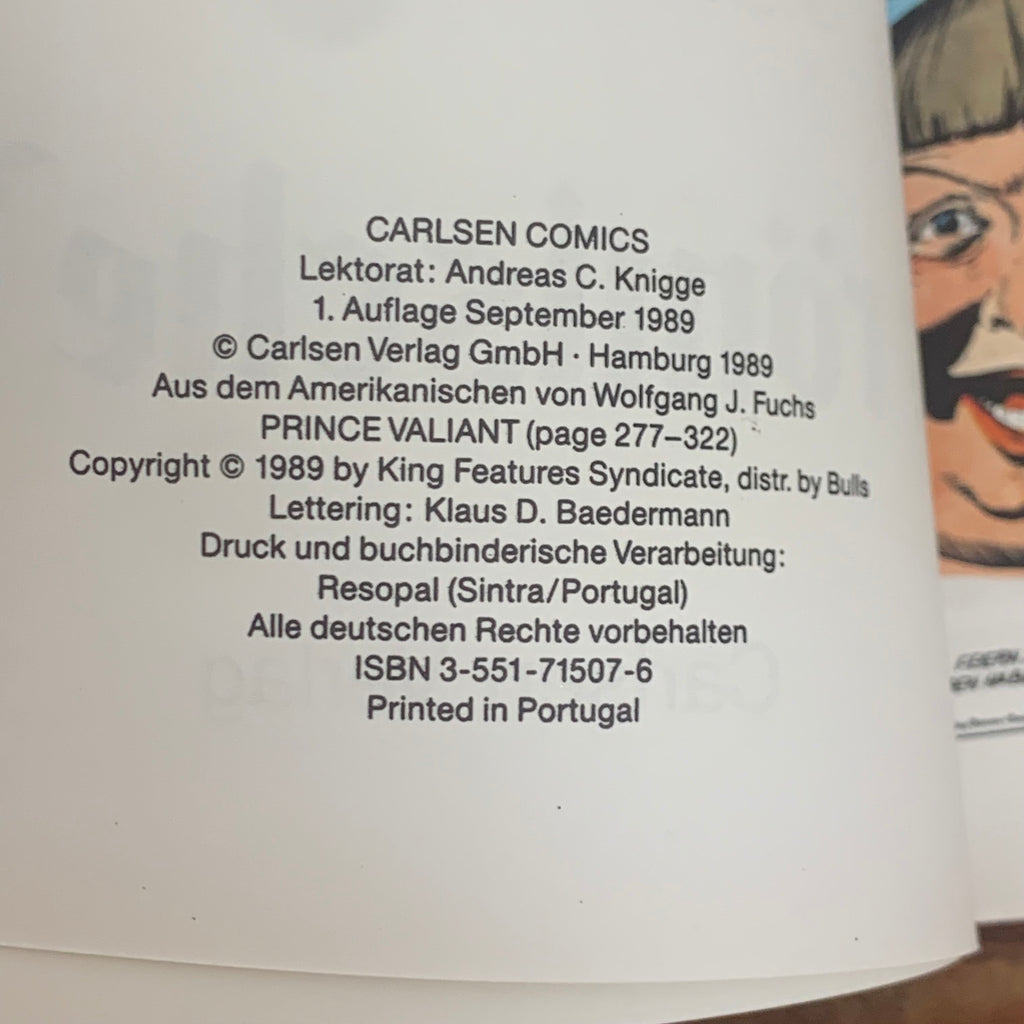 CARLSEN COMICS
Lektorat: Andreas C. Knigge
1. Auflage September 1989
© Carlsen Verlag GmbH · Hamburg 1989
Aus dem Amerikanischen von Wolfgang J. Fuchs
PRINCE VALIANT (page 277–322)
Copyright © 1989 by King Features Syndicate, distr. by Bulls
Lettering: Klaus D. Baedermann
Druck und buchbinderische Verarbeitung:
Resopal (Sintra/Portugal)
Alle deutschen Rechte vorbehalten
ISBN 3-551-71507-6
Printed in Portugal